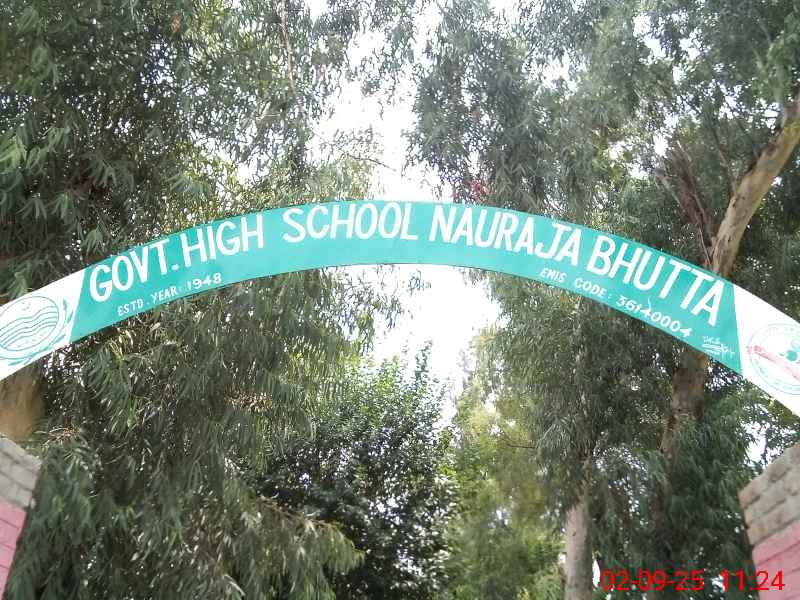 GOVT. HIGH SCHOOL NAURAJA BHUTTA
ESTD. YEAR: 1948
EMIS CODE: 36140004
02-09-25 11:24